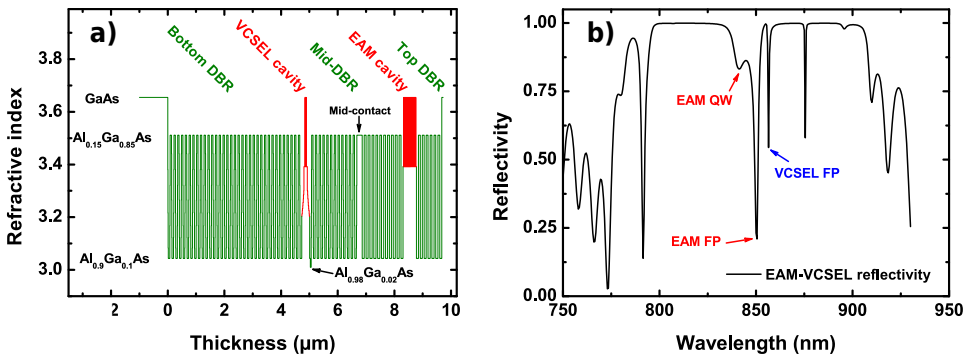 a)
Bottom DBR
VCSEL cavity
Mid-DBR
EAM cavity
Top DBR
3.8
GaAs
Al0.15Ga0.85As
3.6
Mid-contact
3.4
3.2
Al0.9Ga0.1As
3.0
Al0.98Ga0.02As
Refractive index
2 0 2 4 6 8 10
Thickness (µm)
b)
1.00
0.75
0.50
0.25
0.00
Reflectivity
EAM QW
VCSEL FP
EAM FP
EAM-VCSEL reflectivity
750 800 850 900 950
Wavelength (nm)